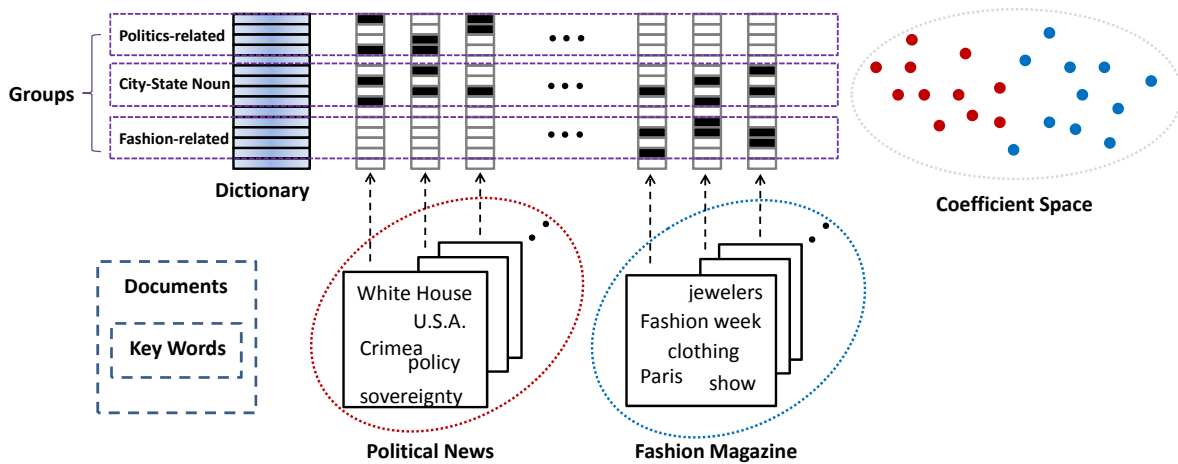 Politics-related
City-State Noun
Groups
Fashion-related
Dictionary
Coefficient Space
Documents
Key Words
White House
U.S.A.
Crimea
policy
sovereignty
jewelers
Fashion week
clothing
Paris
show
Political News
Fashion Magazine